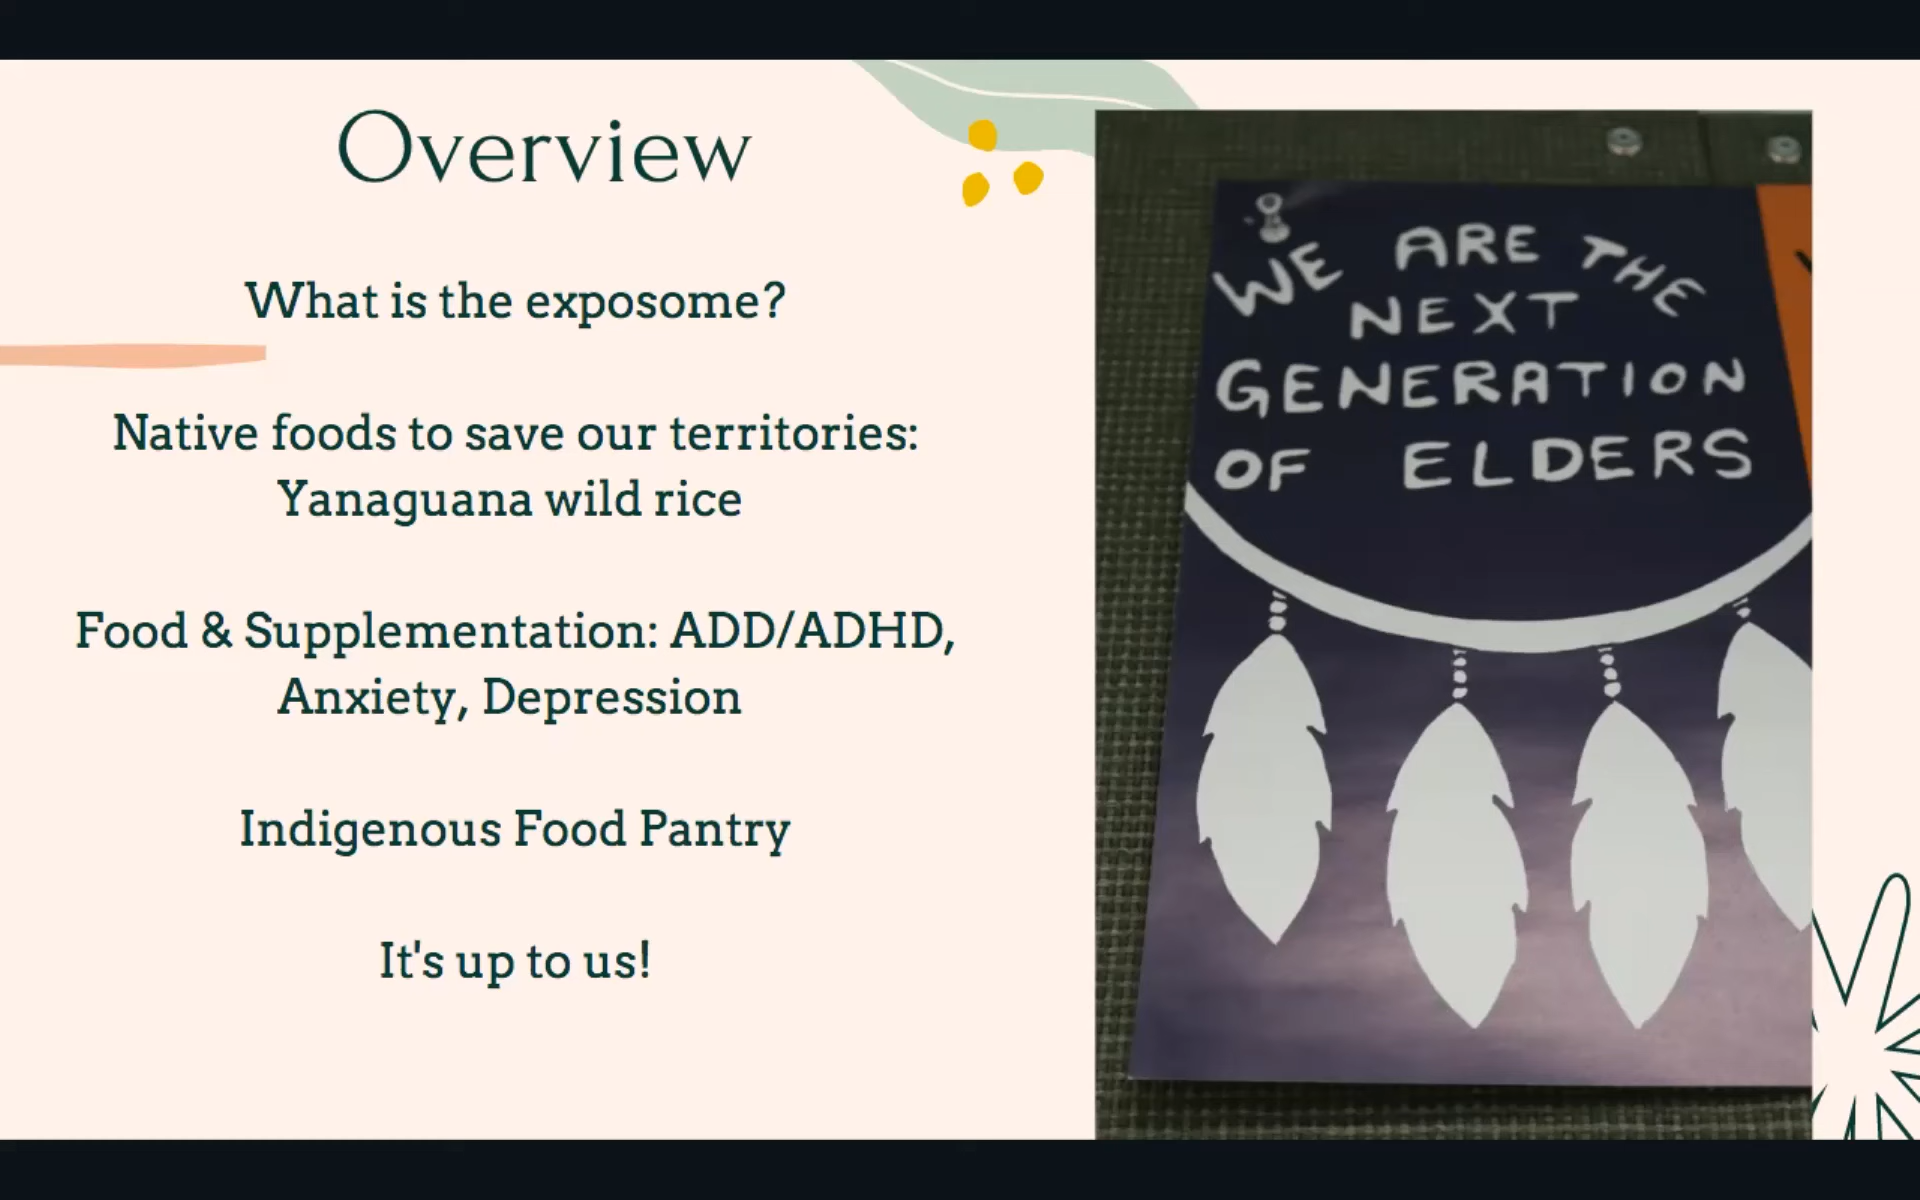 Overview
What is the exposome?
Native foods to save our territories:
Yanaguana wild rice
Food & Supplementation: ADD/ADHD,
Anxiety, Depression
Indigenous Food Pantry
It's up to us!
WE ARE THE
NEXT
GENERATION
OF ELDERS